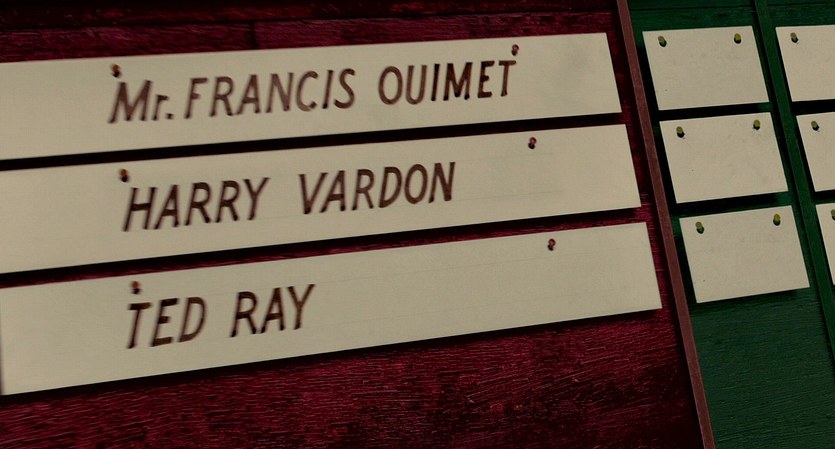 Mr. FRANCIS OUIMET
HARRY VARDON
TED RAY